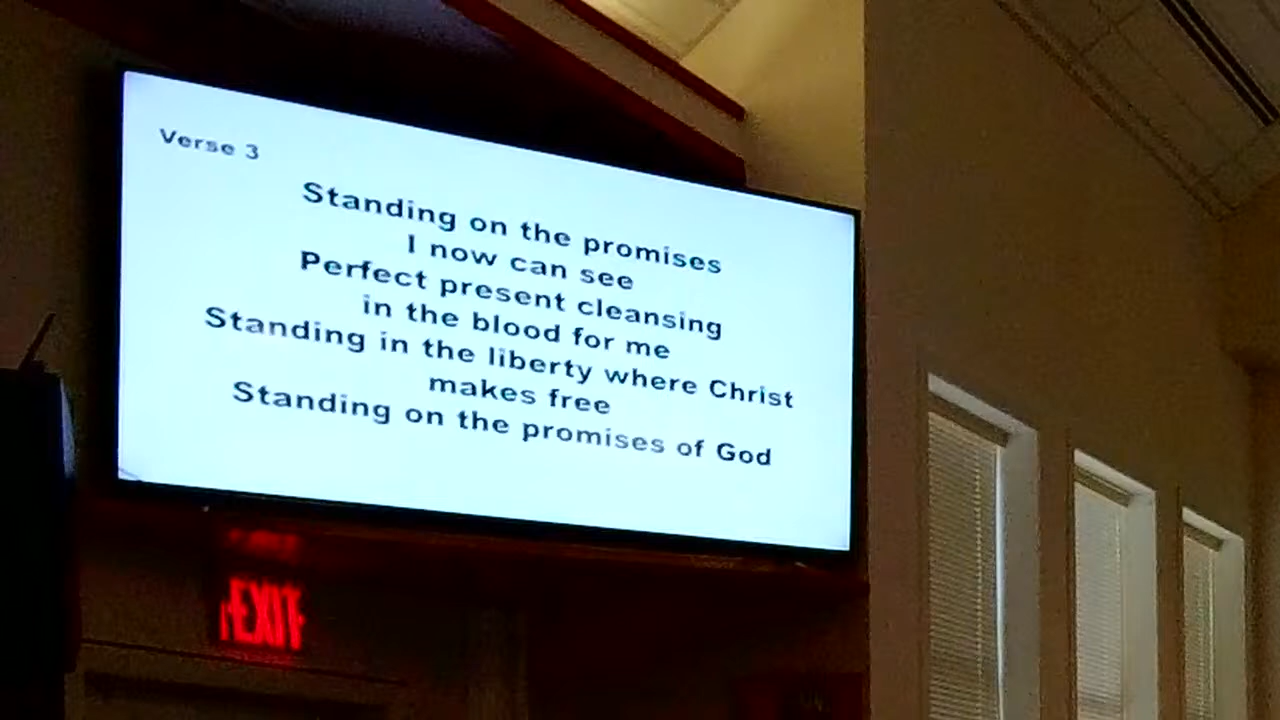 Verse 3
Standing on the promises
I now can see
Perfect present cleansing
in the blood for me
Standing in the liberty where Christ
makes free
Standing on the promises of God
EXIT